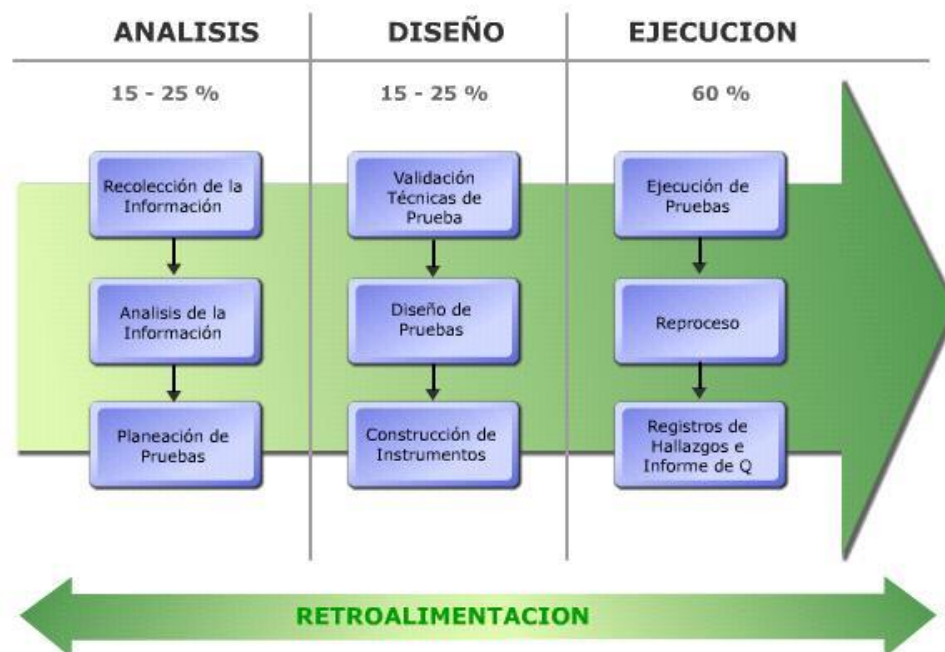 ANALISIS
DISEÑO
EJECUCION
15 - 25 %
15 - 25 %
60 %
Recolección de la
Información
Validación
Técnicas de
Prueba
Ejecución de
Pruebas
Analisis de la
Información
Diseño de
Pruebas
Reproceso
Planeación de
Pruebas
Construcción de
Instrumentos
Registros de
Hallazgos e
Informe de Q
RETROALIMENTACION